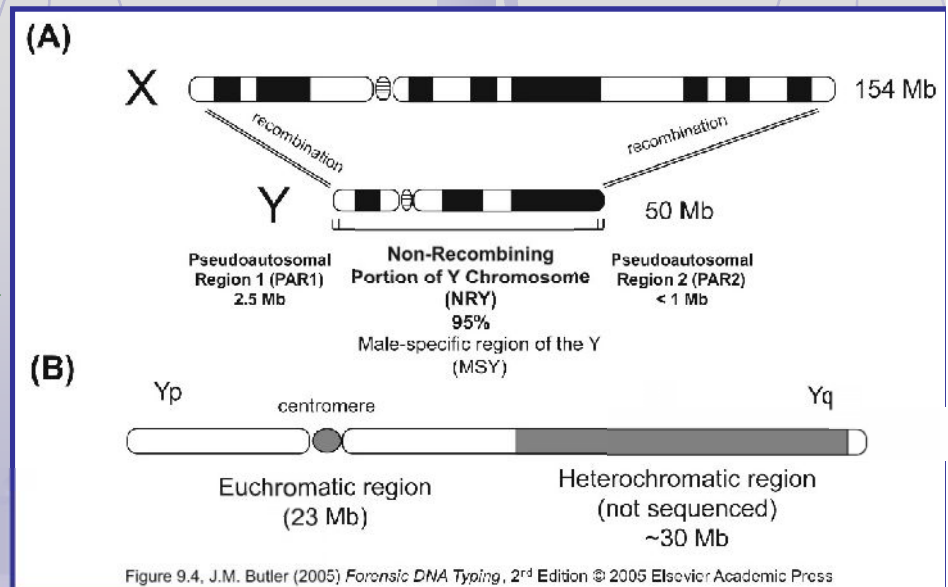 (A)
X
154 Mb
recombination
recombination
Y
50 Mb
Pseudoautosomal
Region 1 (PAR1)
2.5 Mb
Non-Recombining
Portion of Y Chromosome
(NRY)
95%
Male-specific region of the Y
(MSY)
Pseudoautosomal
Region 2 (PAR2)
< 1 Mb
(B)
Yp
centromere
Yq
Euchromatic region
(23 Mb)
Heterochromatic region
(not sequenced)
~30 Mb
Figure 9.4, J.M. Butler (2005) Forensic DNA Typing, 2rd Edition © 2005 Elsevier Academic Press